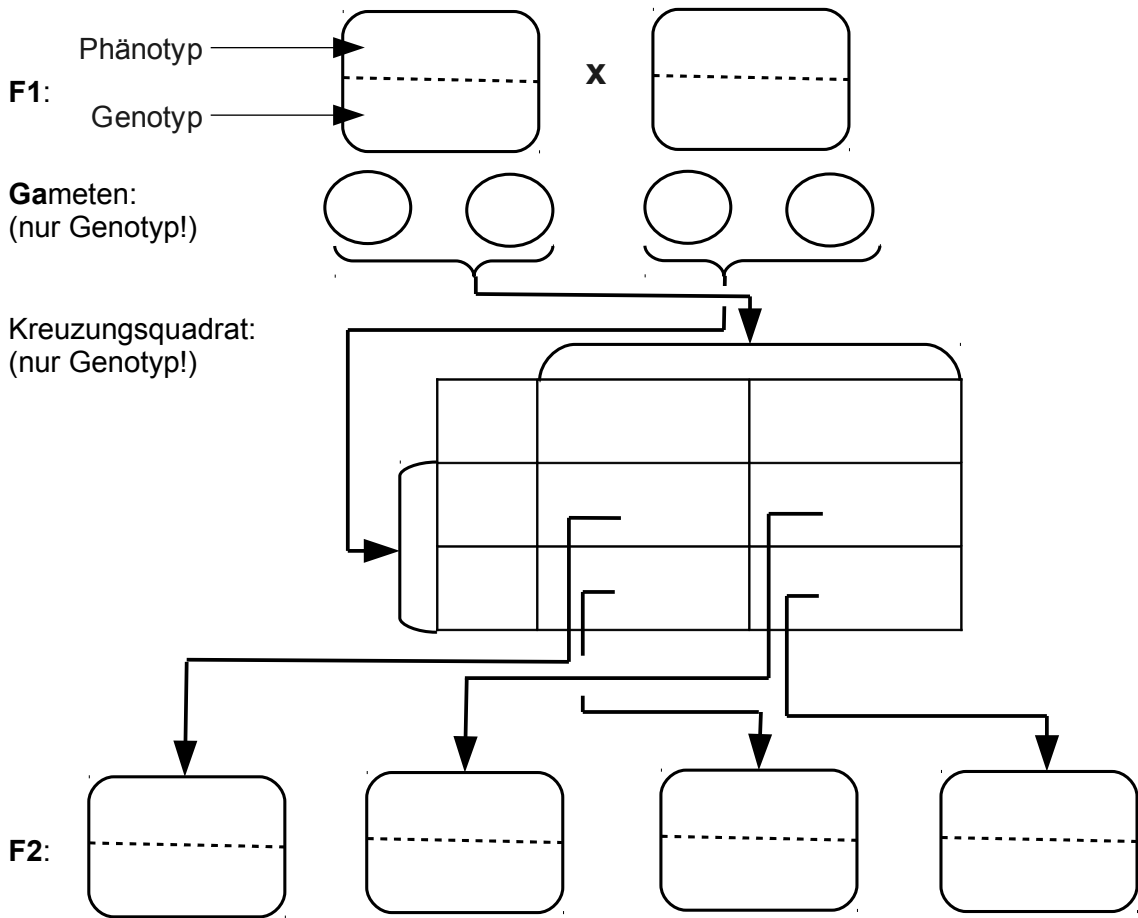 Phänotyp
x
F1:
Genotyp
Gameten:
(nur Genotyp!)
Kreuzungsquadrat:
(nur Genotyp!)
F2: